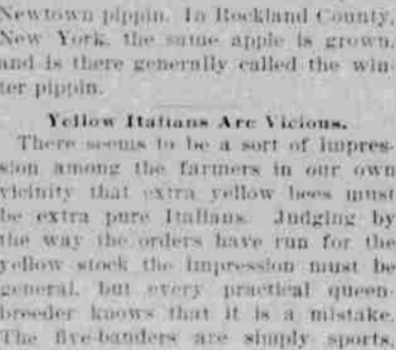 Newtown pippin. In Rockland County,
New York, the same apple is grown,
and is there generally called the win-
ter pippin.
Yellow Italians Are Vicious.
There seems to be a sort of impres-
sion among the farmers in our own
vicinity that extra yellow bees must
be extra pure Italians. Judging by
the way the orders have run for the
yellow stock the impression must be
general, but every practical queen-
breeder knows that it is a mistake.
The five-banders are simply sports,